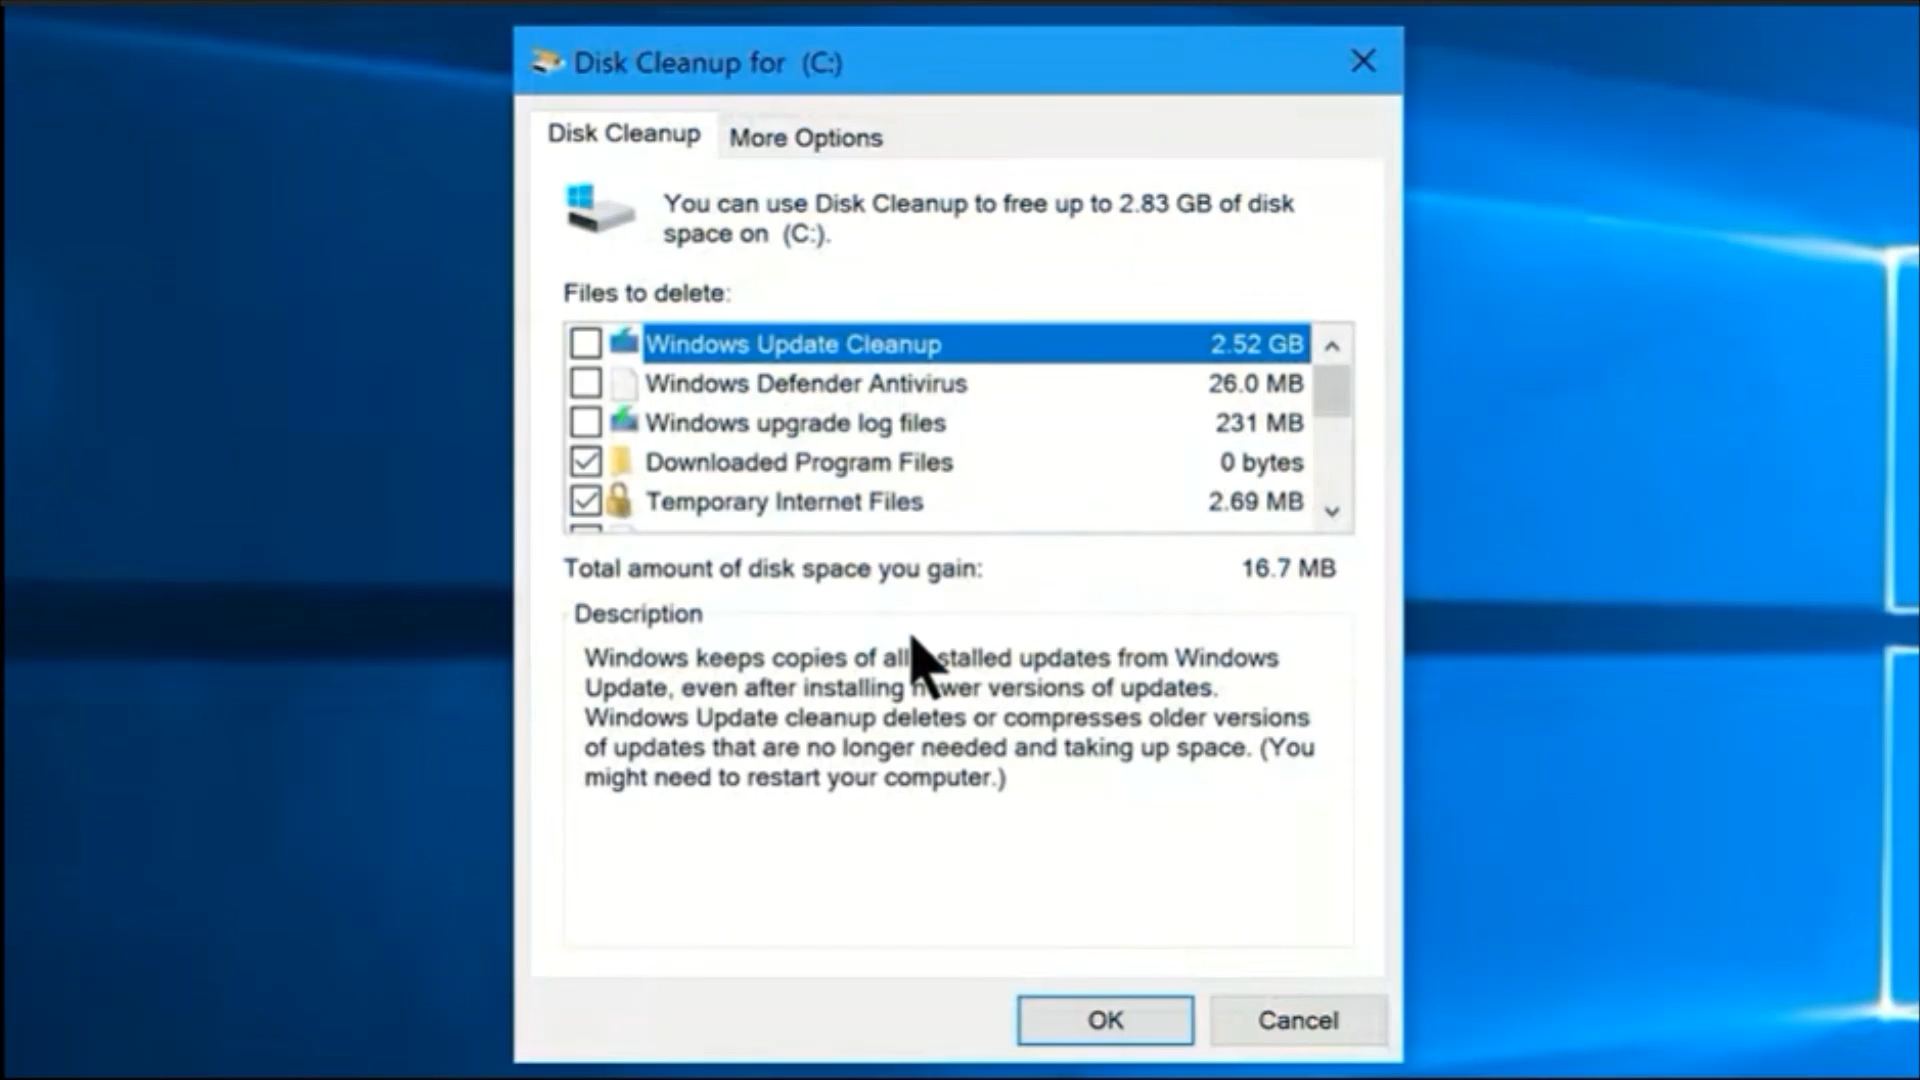 Disk Cleanup for (C:)
Disk Cleanup
More Options
You can use Disk Cleanup to free up to 2.83 GB of disk
space on (C:).
Files to delete:
Windows Update Cleanup 2.52 GB
Windows Defender Antivirus 26.0 MB
Windows upgrade log files 231 MB
Downloaded Program Files 0 bytes
Temporary Internet Files 2.69 MB
Total amount of disk space you gain: 16.7 MB
Description
Windows keeps copies of all installed updates from Windows
Update, even after installing newer versions of updates.
Windows Update cleanup deletes or compresses older versions
of updates that are no longer needed and taking up space. (You
might need to restart your computer.)
OK
Cancel